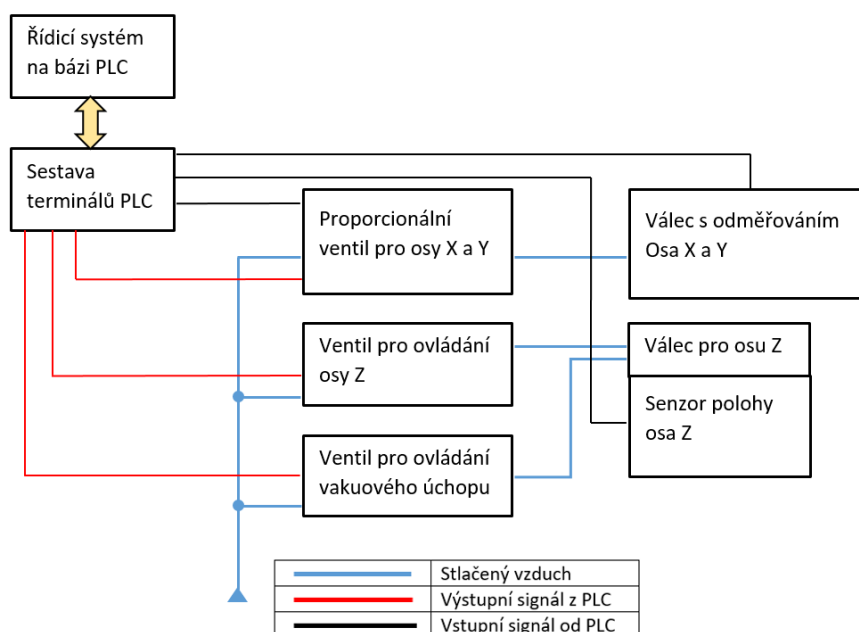 Řídicí systém
na bázi PLC
Sestava
terminálů PLC
Proporcionální
ventil pro osy X a Y
Válec s odměřováním
Osa X a Y
Ventil pro ovládání
osy Z
Válec pro osu Z
Senzor polohy
osa Z
Ventil pro ovládání
vakuového úchopu
Stlačený vzduch
Výstupní signál z PLC
Vstupní signál od PLC